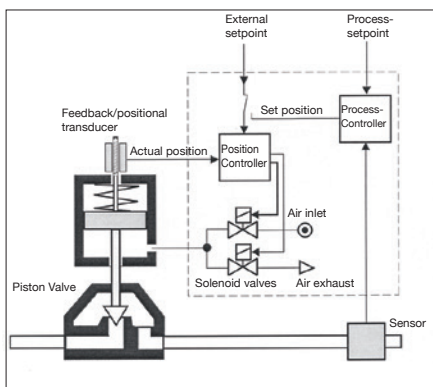 External
setpoint
Process-
setpoint
Feedback/positional
transducer
Set position
Process-
Controller
Actual position
Position
Controller
Air inlet
Piston Valve
Solenoid valves
Air exhaust
Sensor